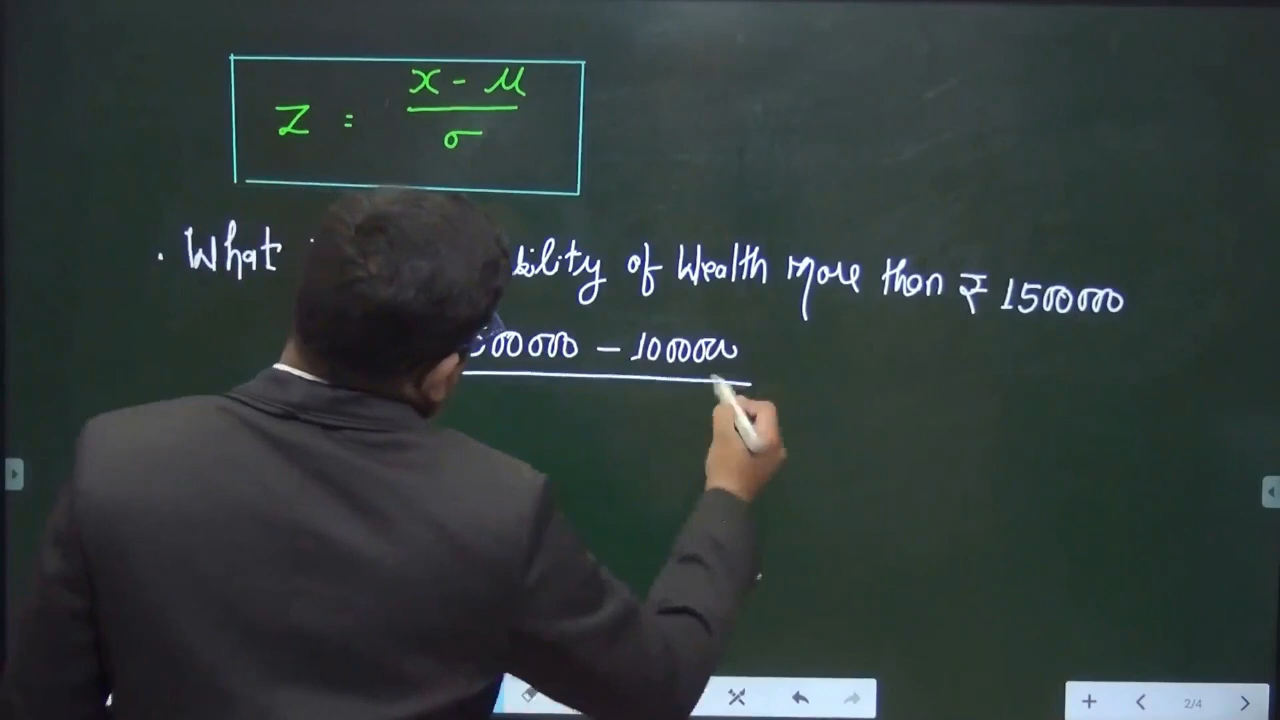 Z = x - μ
σ
. What bility of Wealth More than ₹ 1500000
00000 - 1000000
2/4